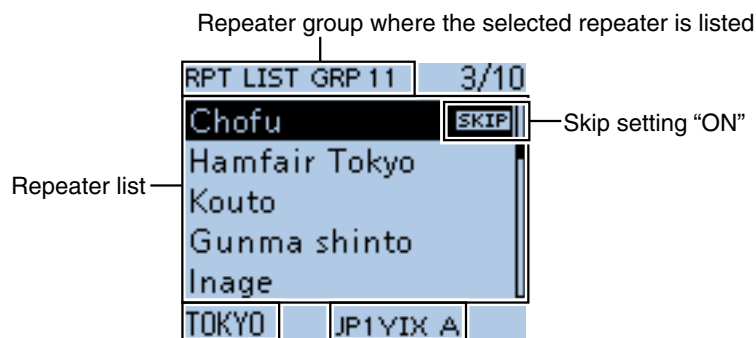 Repeater group where the selected repeater is listed
RPT LIST GRP 11 3/10
Chofu SKIP
Skip setting “ON”
Hamfair Tokyo
Repeater list
Kouto
Gunma shinto
Inage
TOKYO JP1YIX A